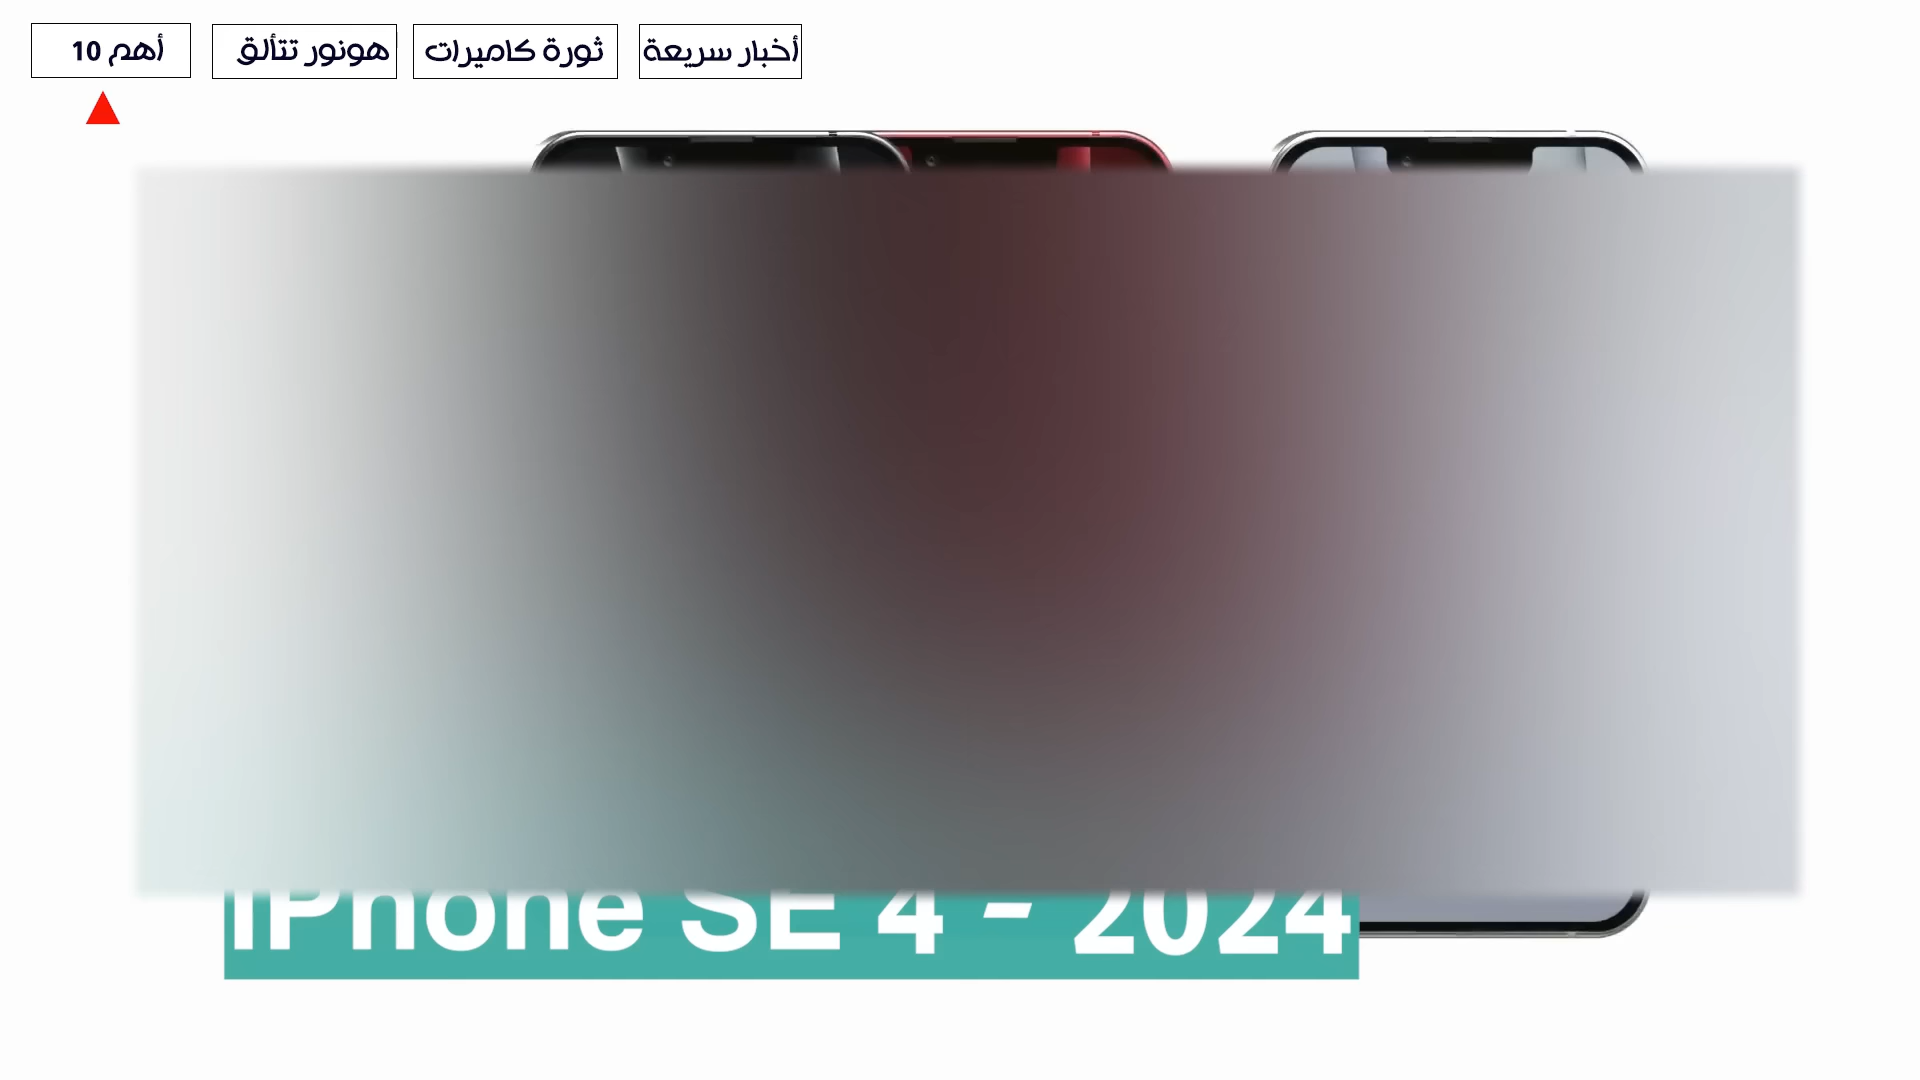 أخبار سريعة
ثورة كاميرات
هونور تتألق
أهم 10
iPhone SE 4 - 2024